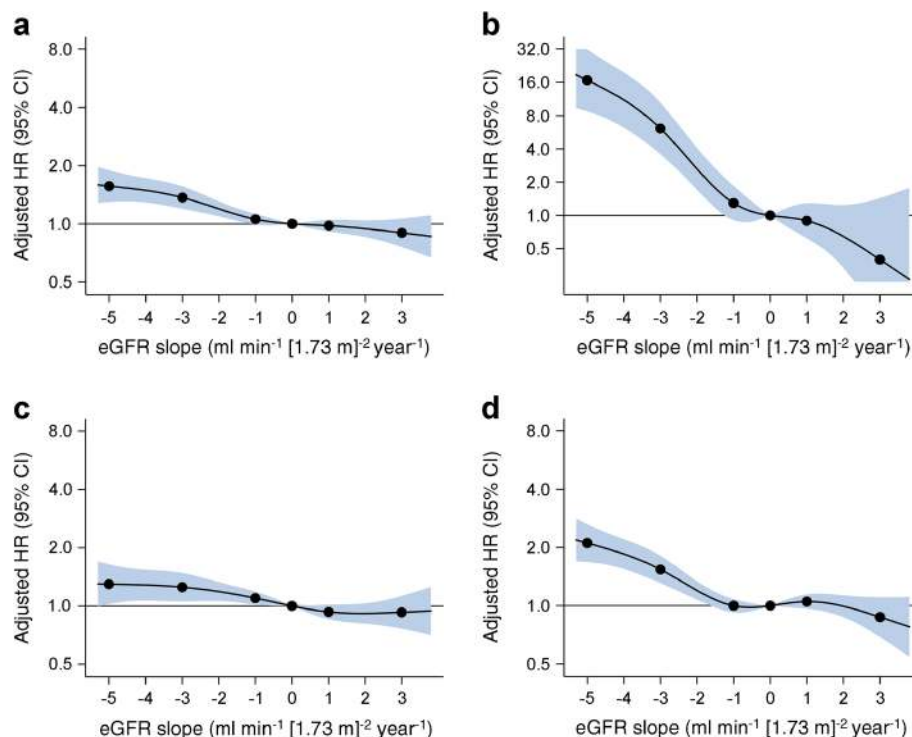 a
Adjusted HR (95% CI)
8.0
4.0
2.0
1.0
0.5
-5 -4 -3 -2 -1 0 1 2 3
eGFR slope (ml min⁻¹ [1.73 m]⁻² year⁻¹)
b
Adjusted HR (95% CI)
32.0
16.0
8.0
4.0
2.0
1.0
0.5
-5 -4 -3 -2 -1 0 1 2 3
eGFR slope (ml min⁻¹ [1.73 m]⁻² year⁻¹)
c
Adjusted HR (95% CI)
8.0
4.0
2.0
1.0
0.5
-5 -4 -3 -2 -1 0 1 2 3
eGFR slope (ml min⁻¹ [1.73 m]⁻² year⁻¹)
d
Adjusted HR (95% CI)
8.0
4.0
2.0
1.0
0.5
-5 -4 -3 -2 -1 0 1 2 3
eGFR slope (ml min⁻¹ [1.73 m]⁻² year⁻¹)